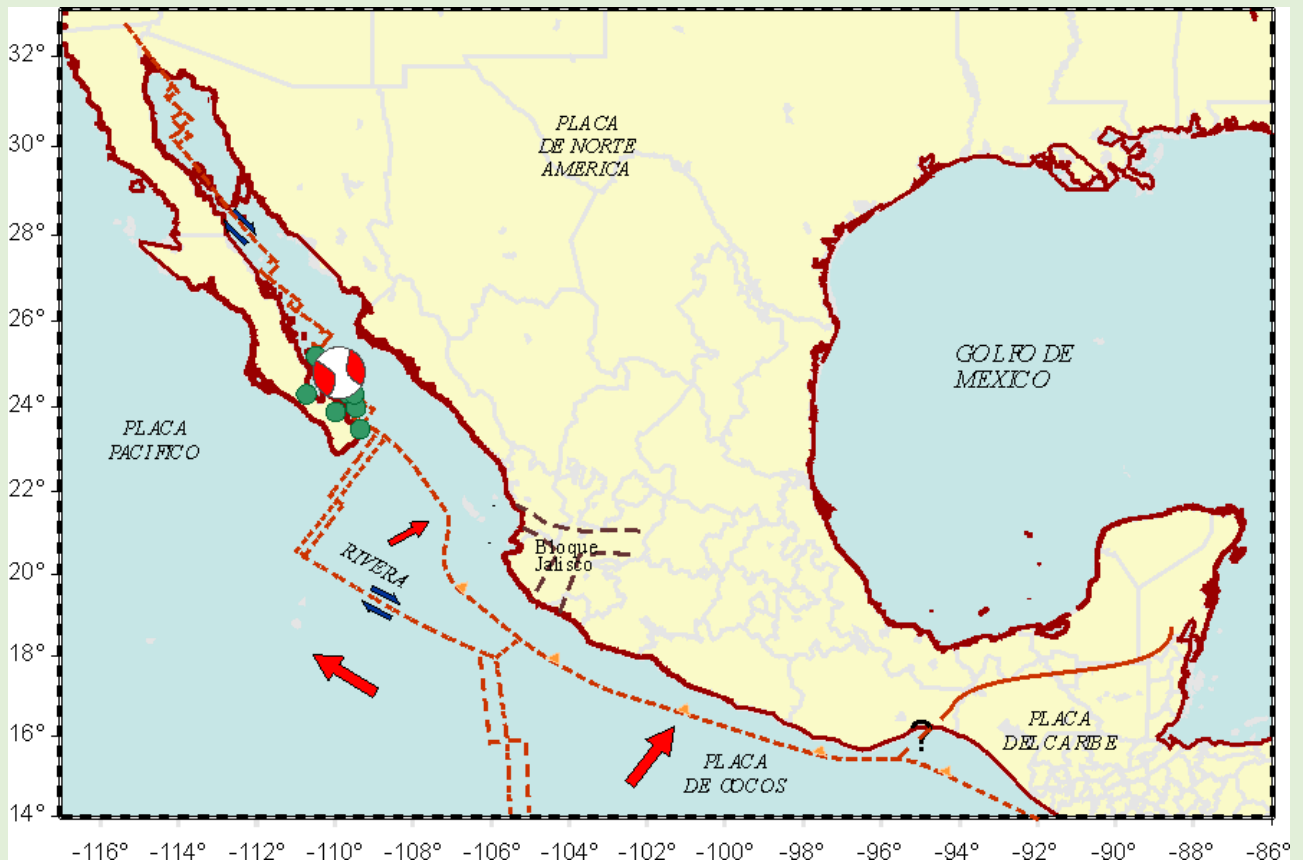 32°
30°
28°
26°
24°
22°
20°
18°
16°
14°
PLACA
DE NORTE
AMERICA
GOLFO DE
MEXICO
PLACA
PACIFICO
RIVERA
Bloque
Jalisco
PLACA
DE COCOS
PLACA
DEL CARIBE
?
-116° -114° -112° -110° -108° -106° -104° -102° -100° -98° -96° -94° -92° -90° -88° -86°